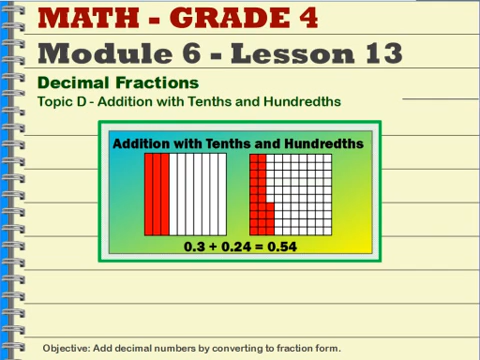 MATH - GRADE 4
Module 6 - Lesson 13
Decimal Fractions
Topic D - Addition with Tenths and Hundredths
Addition with Tenths and Hundredths
0.3 + 0.24 = 0.54
Objective: Add decimal numbers by converting to fraction form.